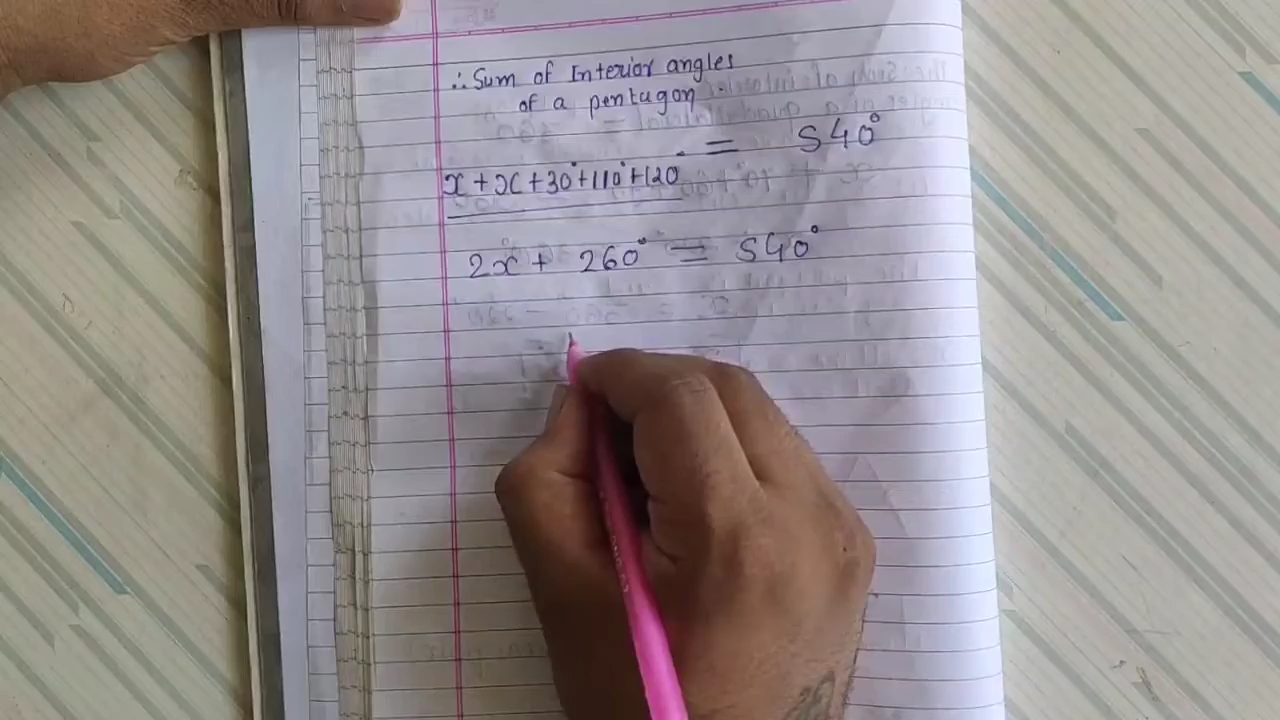 ∴ Sum of Interior angles
of a pentagon
x + x + 30° + 110° + 120° = 540°
2x° + 260° = 540°